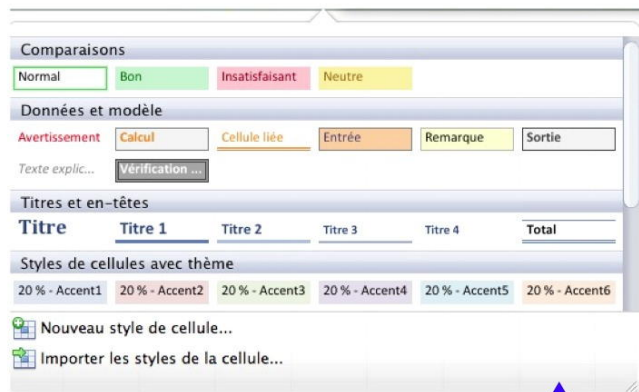 Comparaisons
Normal Bon Insatisfaisant Neutre
Données et modèle
Avertissement Calcul Cellule liée Entrée Remarque Sortie
Texte explic... Vérification ...
Titres et en-têtes
Titre Titre 1 Titre 2 Titre 3 Titre 4 Total
Styles de cellules avec thème
20 % - Accent1 20 % - Accent2 20 % - Accent3 20 % - Accent4 20 % - Accent5 20 % - Accent6
Nouveau style de cellule...
Importer les styles de la cellule...